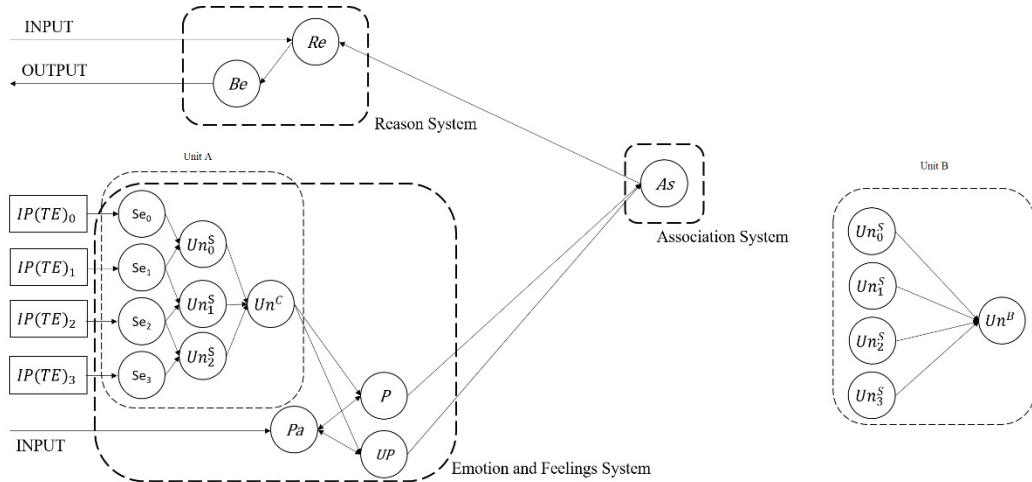 INPUT
Re
OUTPUT
Be
Reason System
Unit A
Unit B
As
Association System
IP(TE)₀
Se₀
Un₀ˢ
IP(TE)₁
Se₁
Un₁ˢ
Unᶜ
IP(TE)₂
Se₂
Un₂ˢ
IP(TE)₃
Se₃
P
Pa
INPUT
UP
Emotion and Feelings System
Un₀ˢ
Un₁ˢ
Unᴮ
Un₂ˢ
Un₃ˢ